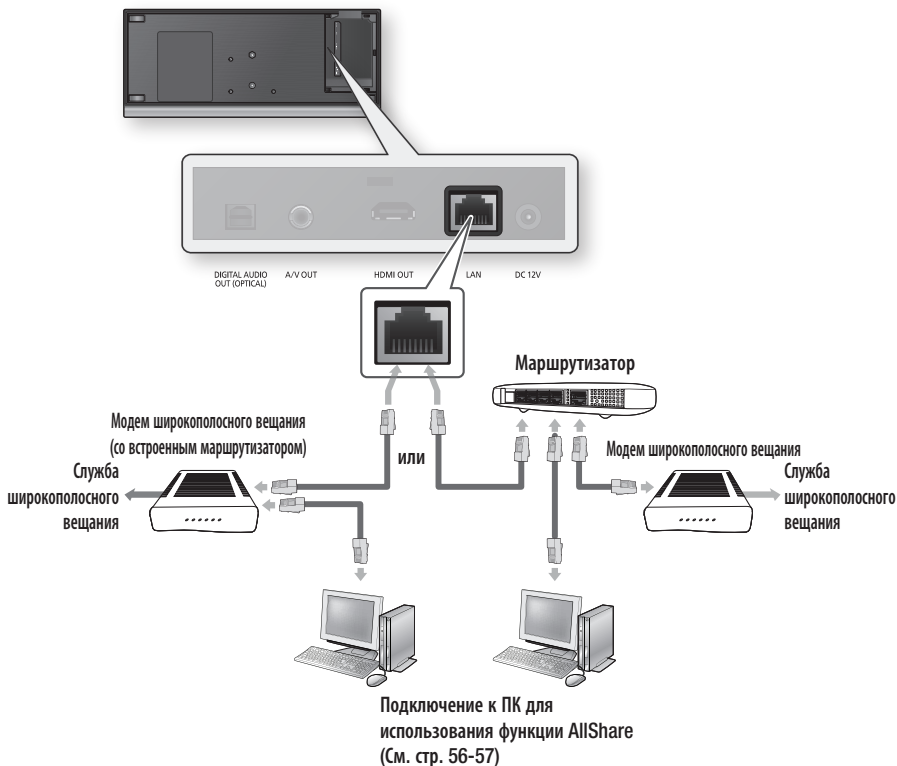 DIGITAL AUDIO
OUT (OPTICAL)
A/V OUT
HDMI OUT
LAN
DC 12V
Маршрутизатор
Модем широкополосного вещания
(со встроенным маршрутизатором)
Служба
широкополосного
вещания
или
Модем широкополосного вещания
Служба
широкополосного
вещания
Подключение к ПК для
использования функции AllShare
(См. стр. 56-57)